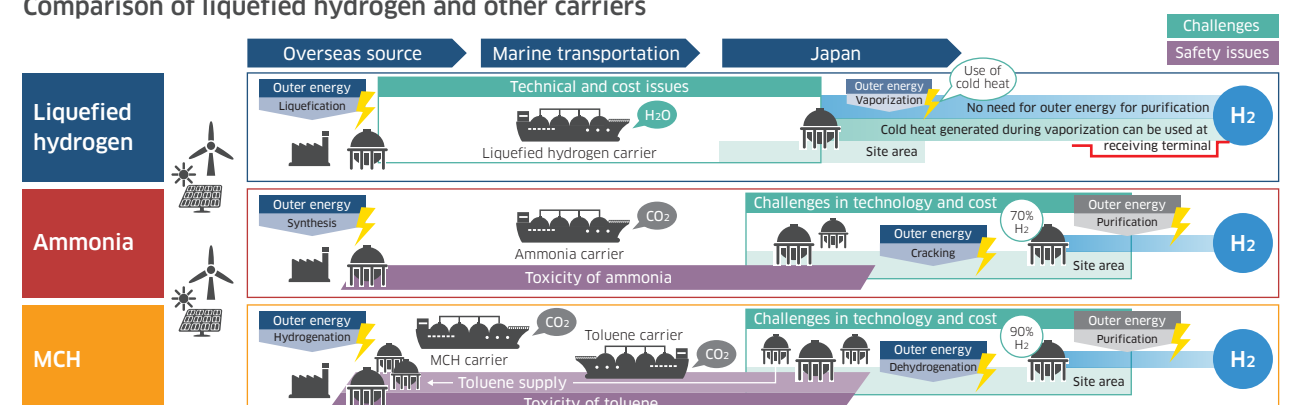 Comparison of liquefied hydrogen and other carriers
Challenges
Safety issues
Overseas source
Marine transportation
Japan
Liquefied
hydrogen
Outer energy
Liquefication
Technical and cost issues
H2O
Liquefied hydrogen carrier
Outer energy
Vaporization
Use of
cold heat
No need for outer energy for purification
Cold heat generated during vaporization can be used at
receiving terminal
Site area
H2
Ammonia
Outer energy
Synthesis
CO2
Ammonia carrier
Toxicity of ammonia
Challenges in technology and cost
Outer energy
Cracking
70%
H2
Outer energy
Purification
Site area
H2
MCH
Outer energy
Hydrogenation
MCH carrier
CO2
Toluene carrier
CO2
Toluene supply
Toxicity of toluene
Challenges in technology and cost
Outer energy
Dehydrogenation
90%
H2
Outer energy
Purification
Site area
H2